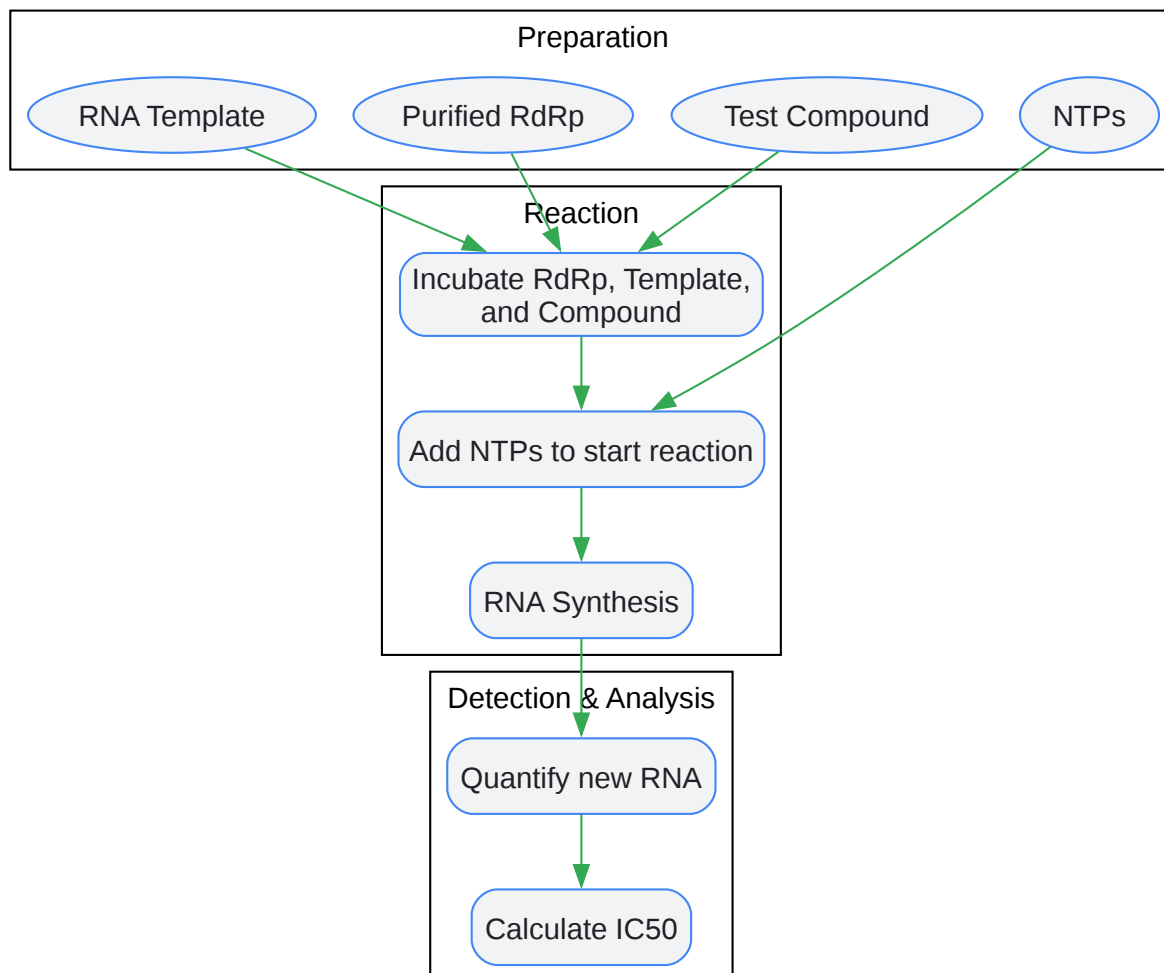 Preparation
RNA Template
Purified RdRp
Test Compound
NTPs
Reaction
Incubate RdRp, Template,
and Compound
Add NTPs to start reaction
RNA Synthesis
Detection & Analysis
Quantify new RNA
Calculate IC50